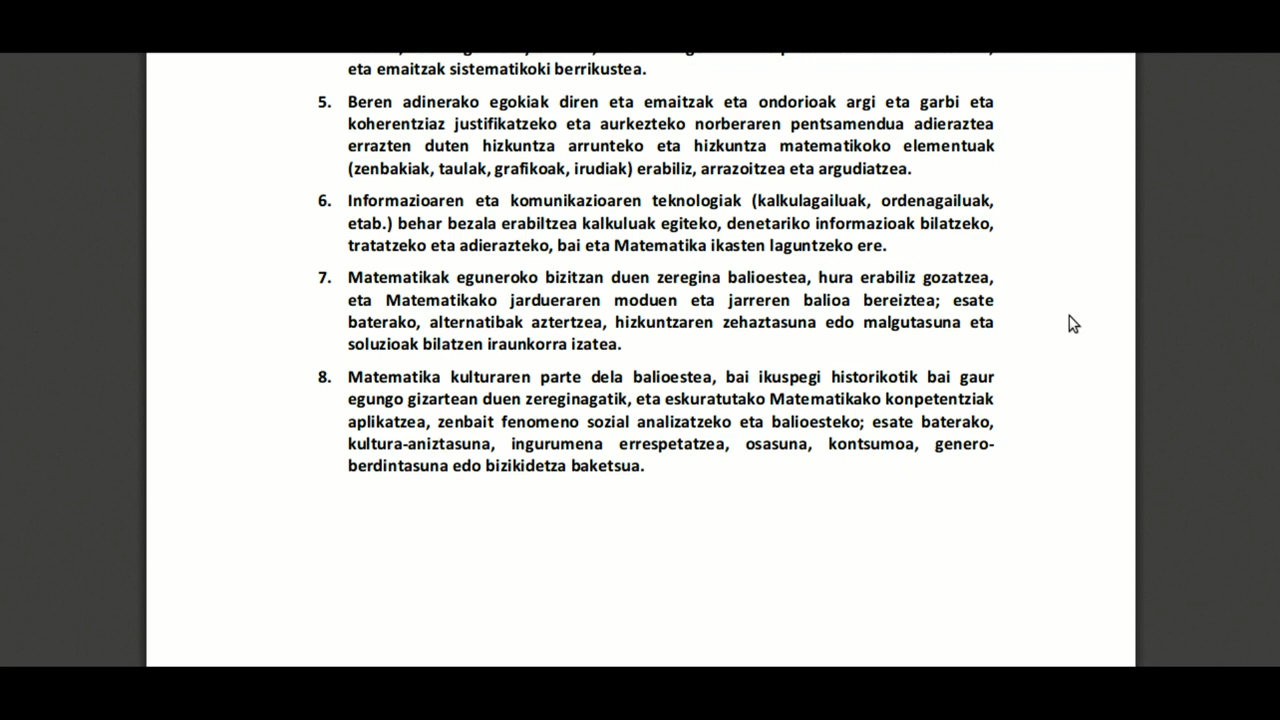 eta emaitzak sistematikoki berrikustea.
5. Beren adinerako egokiak diren eta emaitzak eta ondorioak argi eta garbi eta
koherentziaz justifikatzeko eta aurkezteko norberaren pentsamendua adieraztea
errazten duten hizkuntza arrunteko eta hizkuntza matematikoko elementuak
(zenbakiak, taulak, grafikoak, irudiak) erabiliz, arrazoitzea eta argudiatzea.
6. Informazioaren eta komunikazioaren teknologiak (kalkulagailuak, ordenagailuak,
etab.) behar bezala erabiltzea kalkuluak egiteko, denetariko informazioak bilatzeko,
tratatzeko eta adierazteko, bai eta Matematika ikasten laguntzeko ere.
7. Matematikak eguneroko bizitzan duen zeregina balioestea, hura erabiliz gozatzea,
eta Matematikako jardueraren moduen eta jarreren balioa bereiztea; esate
baterako, alternatibak aztertzea, hizkuntzaren zehaztasuna edo malgutasuna eta
soluzioak bilatzen iraunkorra izatea.
8. Matematika kulturaren parte dela balioestea, bai ikuspegi historikotik bai gaur
egungo gizartean duen zereginagatik, eta eskuratutako Matematikako konpetentziak
aplikatzea, zenbait fenomeno sozial analizatzeko eta balioesteko; esate baterako,
kultura-aniztasuna, ingurumena errespetatzea, osasuna, kontsumoa, genero-
berdintasuna edo bizikidetza baketsua.